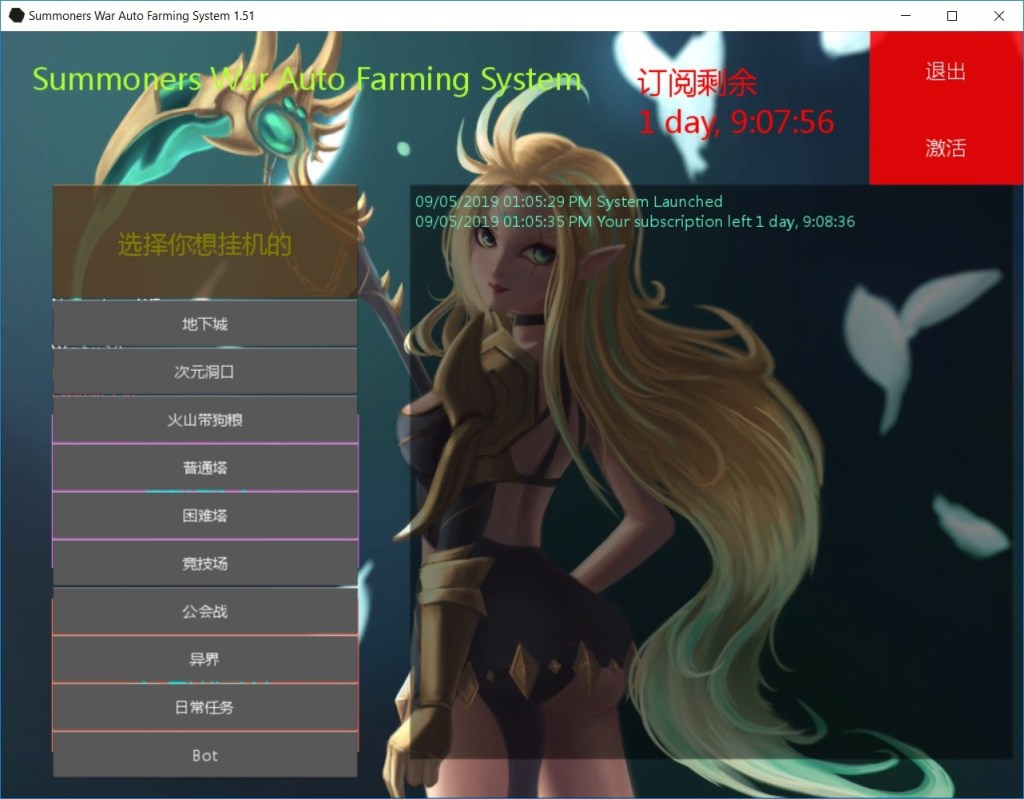 Summoners War Auto Farming System 1.51
Summoners War Auto Farming System
订阅剩余
1 day, 9:07:56
退出
激活
选择你想挂机的
地下城
次元洞口
火山带狗粮
普通塔
困难塔
竞技场
公会战
异界
日常任务
Bot
09/05/2019 01:05:29 PM System Launched
09/05/2019 01:05:35 PM Your subscription left 1 day, 9:08:36